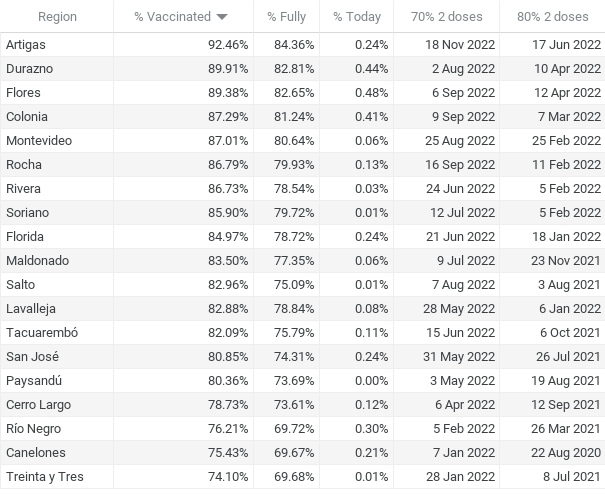 Region % Vaccinated % Fully % Today 70% 2 doses 80% 2 doses
Artigas 92.46% 84.36% 0.24% 18 Nov 2022 17 Jun 2022
Durazno 89.91% 82.81% 0.44% 2 Aug 2022 10 Apr 2022
Flores 89.38% 82.65% 0.48% 6 Sep 2022 12 Apr 2022
Colonia 87.29% 81.24% 0.41% 9 Sep 2022 7 Mar 2022
Montevideo 87.01% 80.64% 0.06% 25 Aug 2022 25 Feb 2022
Rocha 86.79% 79.93% 0.13% 16 Sep 2022 11 Feb 2022
Rivera 86.73% 78.54% 0.03% 24 Jun 2022 5 Feb 2022
Soriano 85.90% 79.72% 0.01% 12 Jul 2022 5 Feb 2022
Florida 84.97% 78.72% 0.24% 21 Jun 2022 18 Jan 2022
Maldonado 83.50% 77.35% 0.06% 9 Jul 2022 23 Nov 2021
Salto 82.96% 75.09% 0.01% 7 Aug 2022 3 Aug 2021
Lavalleja 82.88% 78.84% 0.08% 28 May 2022 6 Jan 2022
Tacuarembó 82.09% 75.79% 0.11% 15 Jun 2022 6 Oct 2021
San José 80.85% 74.31% 0.24% 31 May 2022 26 Jul 2021
Paysandú 80.36% 73.69% 0.00% 3 May 2022 19 Aug 2021
Cerro Largo 78.73% 73.61% 0.12% 6 Apr 2022 12 Sep 2021
Río Negro 76.21% 69.72% 0.30% 5 Feb 2022 26 Mar 2021
Canelones 75.43% 69.67% 0.21% 7 Jan 2022 22 Aug 2020
Treinta y Tres 74.10% 69.68% 0.01% 28 Jan 2022 8 Jul 2021